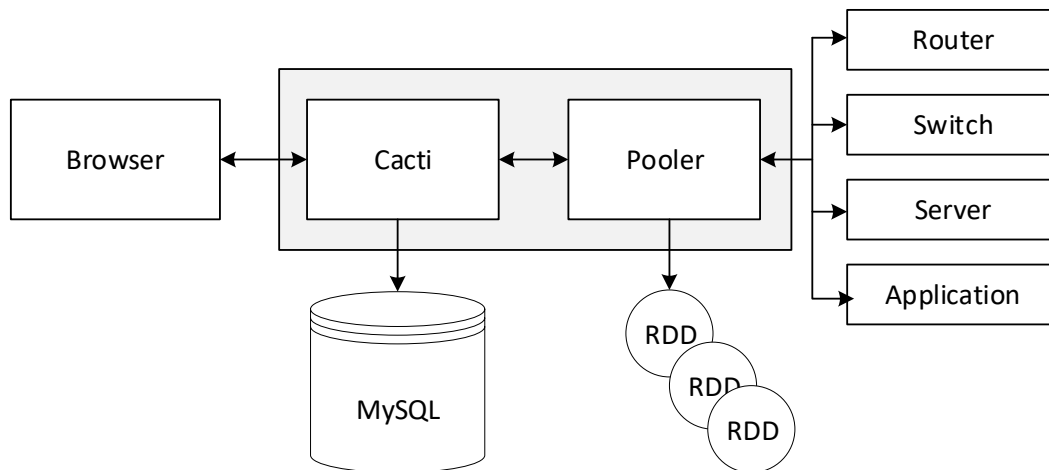 Router
Switch
Browser
Cacti
Pooler
Server
Application
MySQL
RDD
RDD
RDD